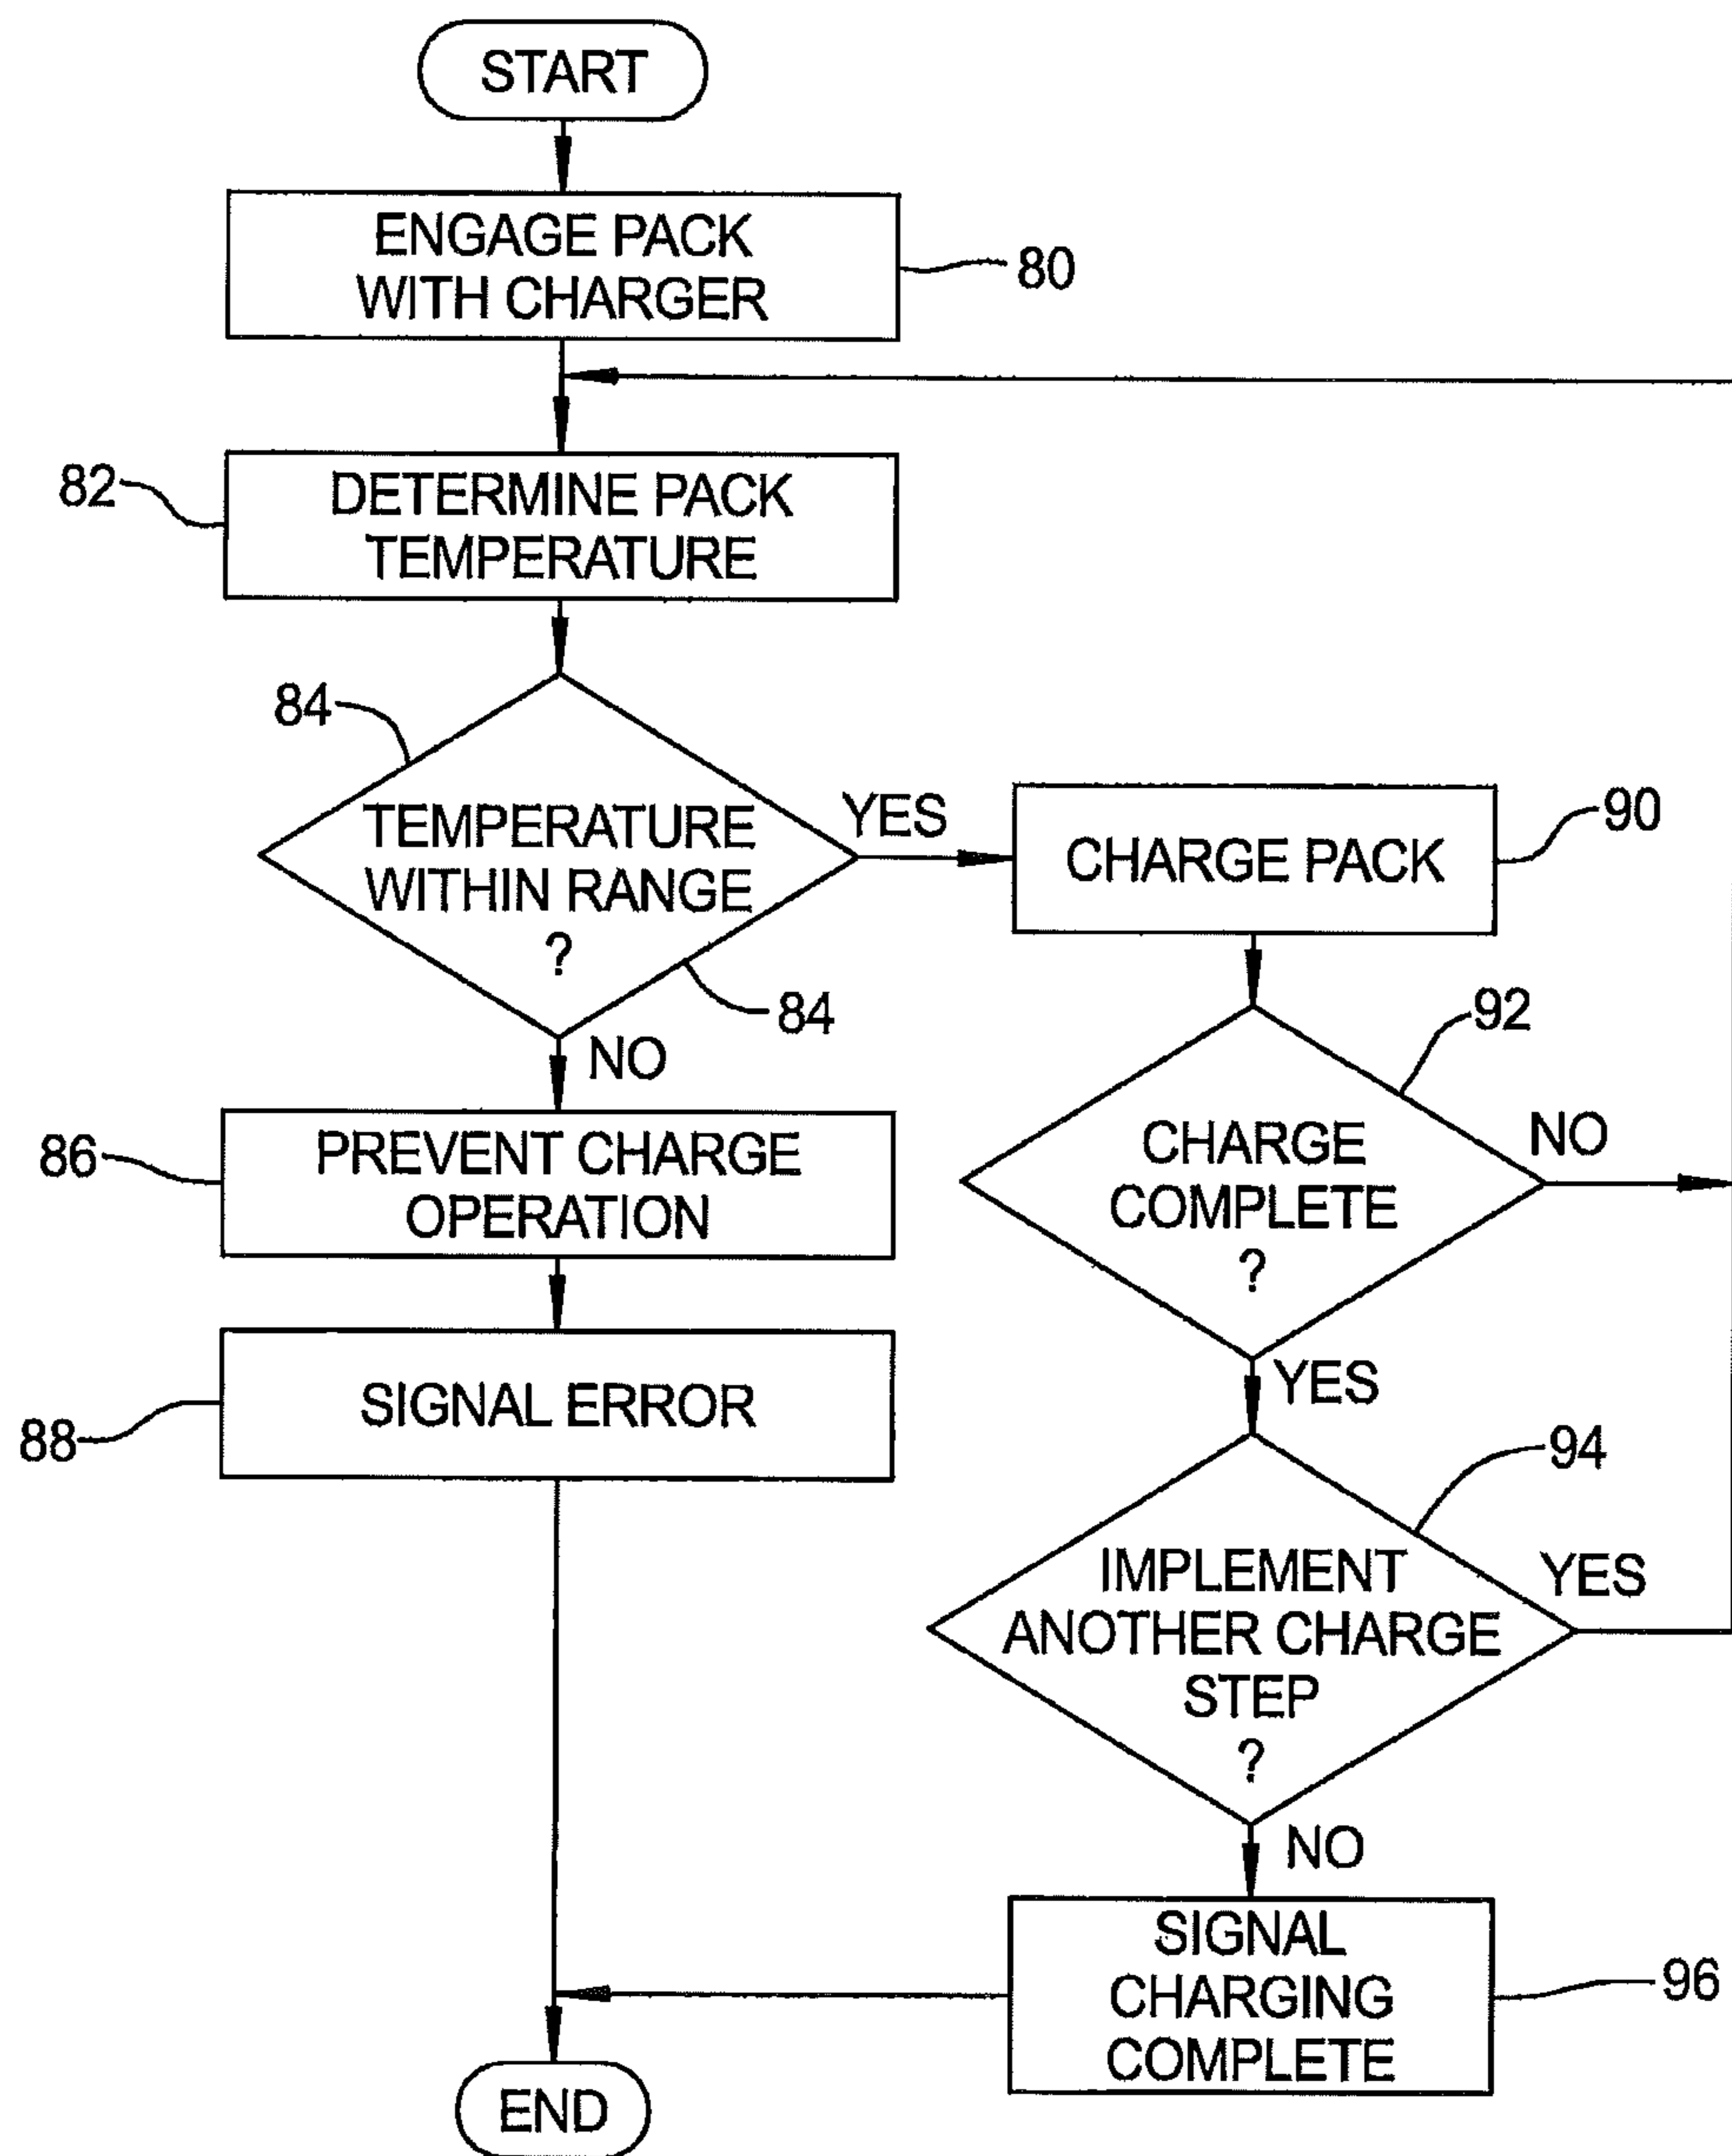 START
ENGAGE PACK
WITH CHARGER
80
82
DETERMINE PACK
TEMPERATURE
84
TEMPERATURE
WITHIN RANGE
?
84
YES
NO
CHARGE PACK
90
92
CHARGE
COMPLETE
?
NO
YES
86
PREVENT CHARGE
OPERATION
88
SIGNAL ERROR
94
IMPLEMENT
ANOTHER CHARGE
STEP
?
YES
NO
SIGNAL
CHARGING
COMPLETE
96
END